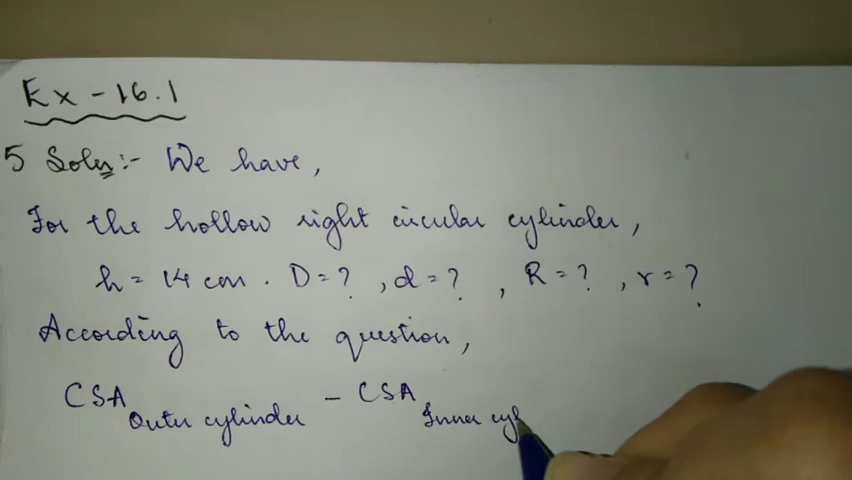 Ex - 16.1
5 Soln :- We have,
For the hollow right circular cylinder,
h = 14 cm . D = ? , d = ? , R = ? , r = ?
According to the question,
CSA Outer cylinder - CSA Inner cyl